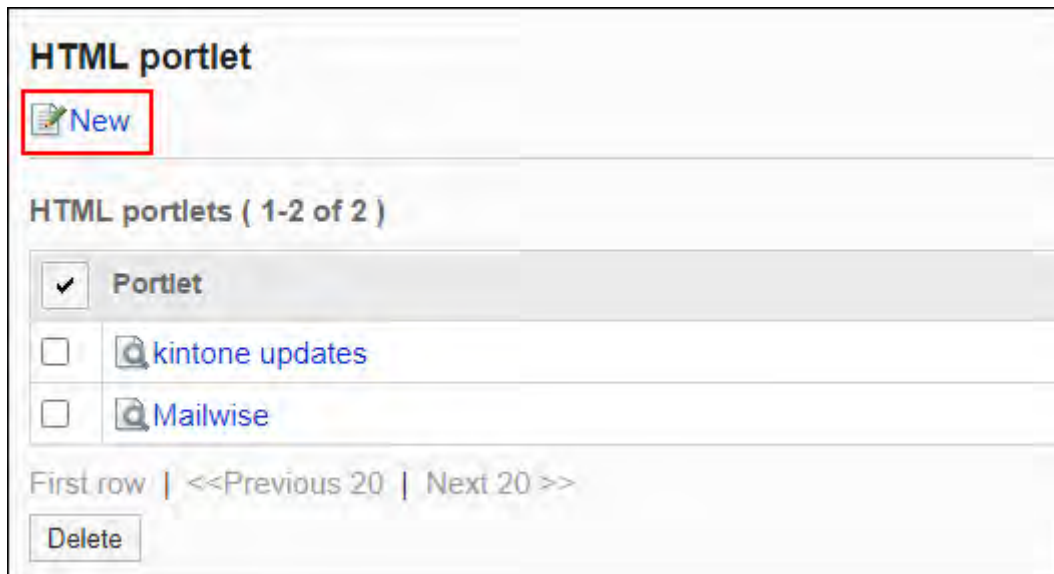 HTML portlet
New
HTML portlets ( 1-2 of 2 )
Portlet
kintone updates
Mailwise
First row | <<Previous 20 | Next 20 >>
Delete